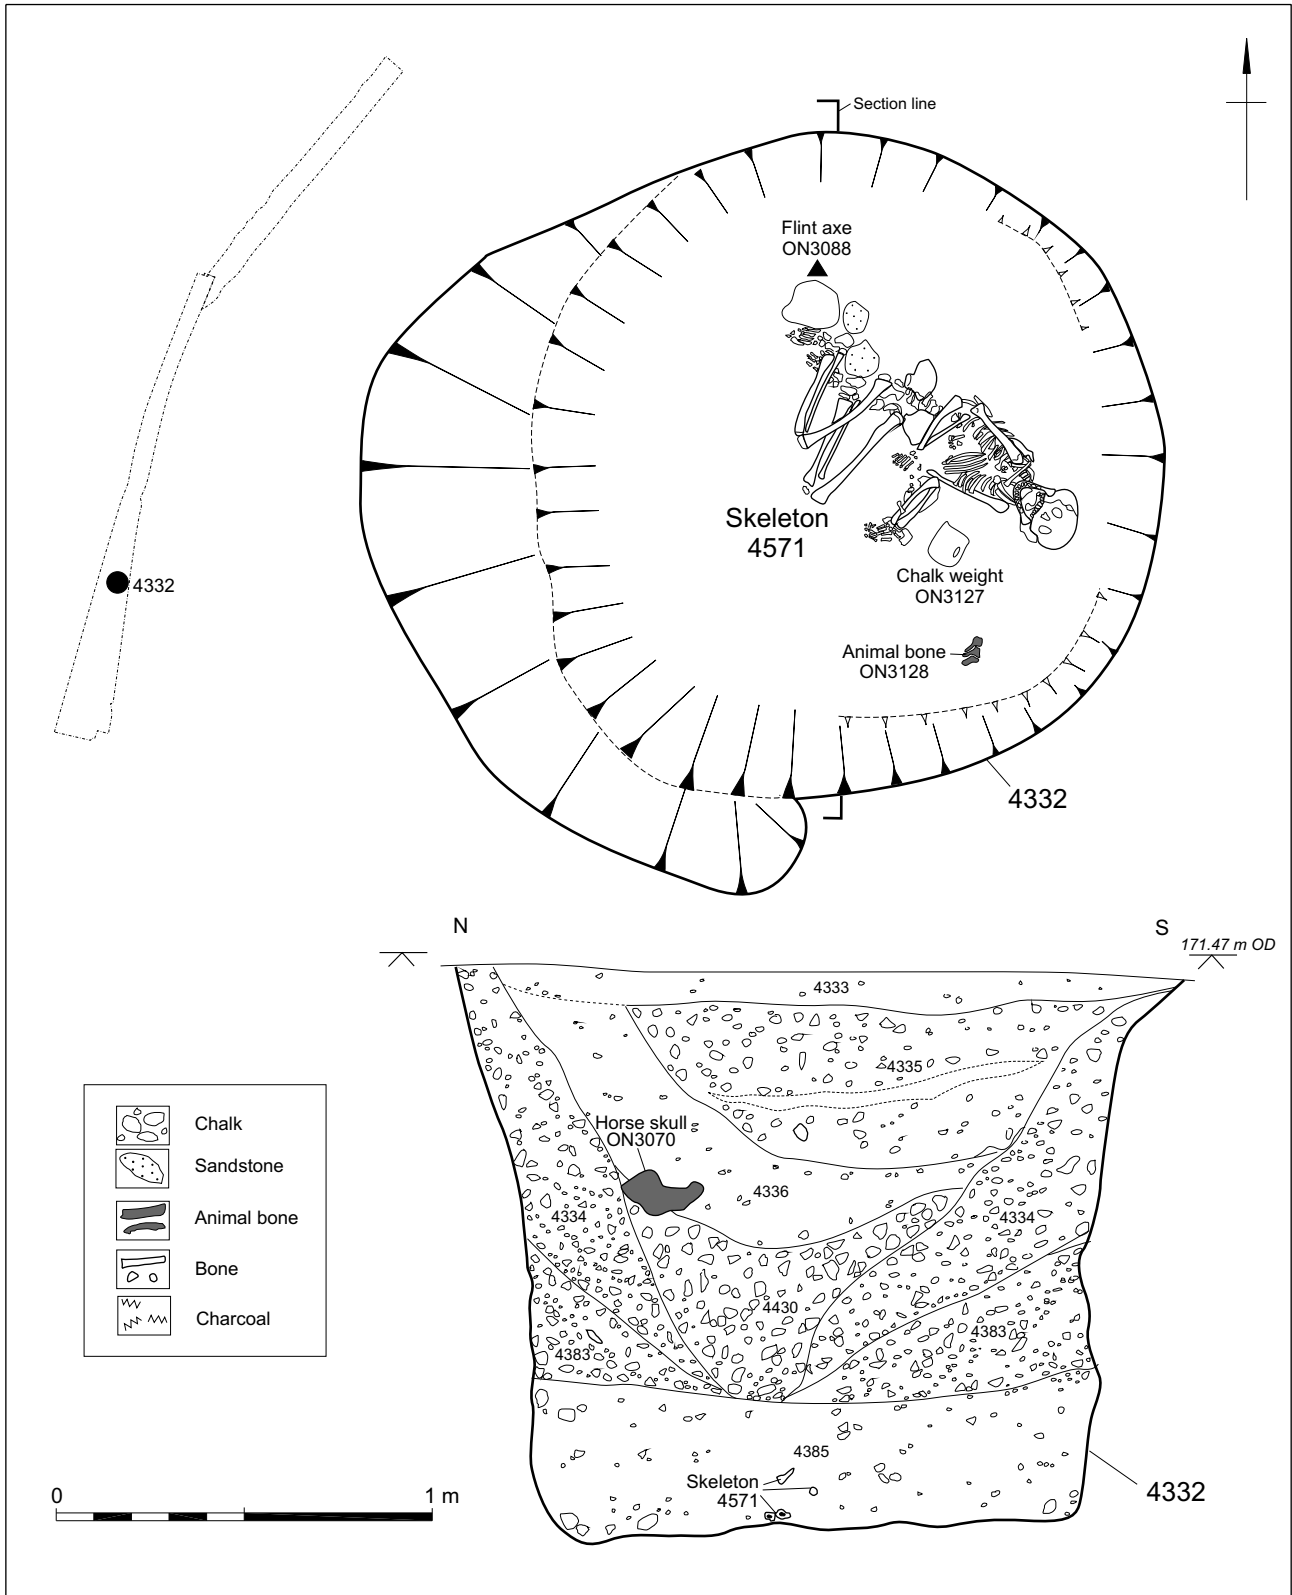 Section line
Flint axe
ON3088
4332
Skeleton
4571
Chalk weight
ON3127
Animal bone
ON3128
4332
N
S
171.47 m OD
4333
4335
Horse skull
ON3070
4336
4334
4334
4430
4383
4383
4385
Skeleton
4571
4332
Chalk
Sandstone
Animal bone
Bone
Charcoal
0
1 m